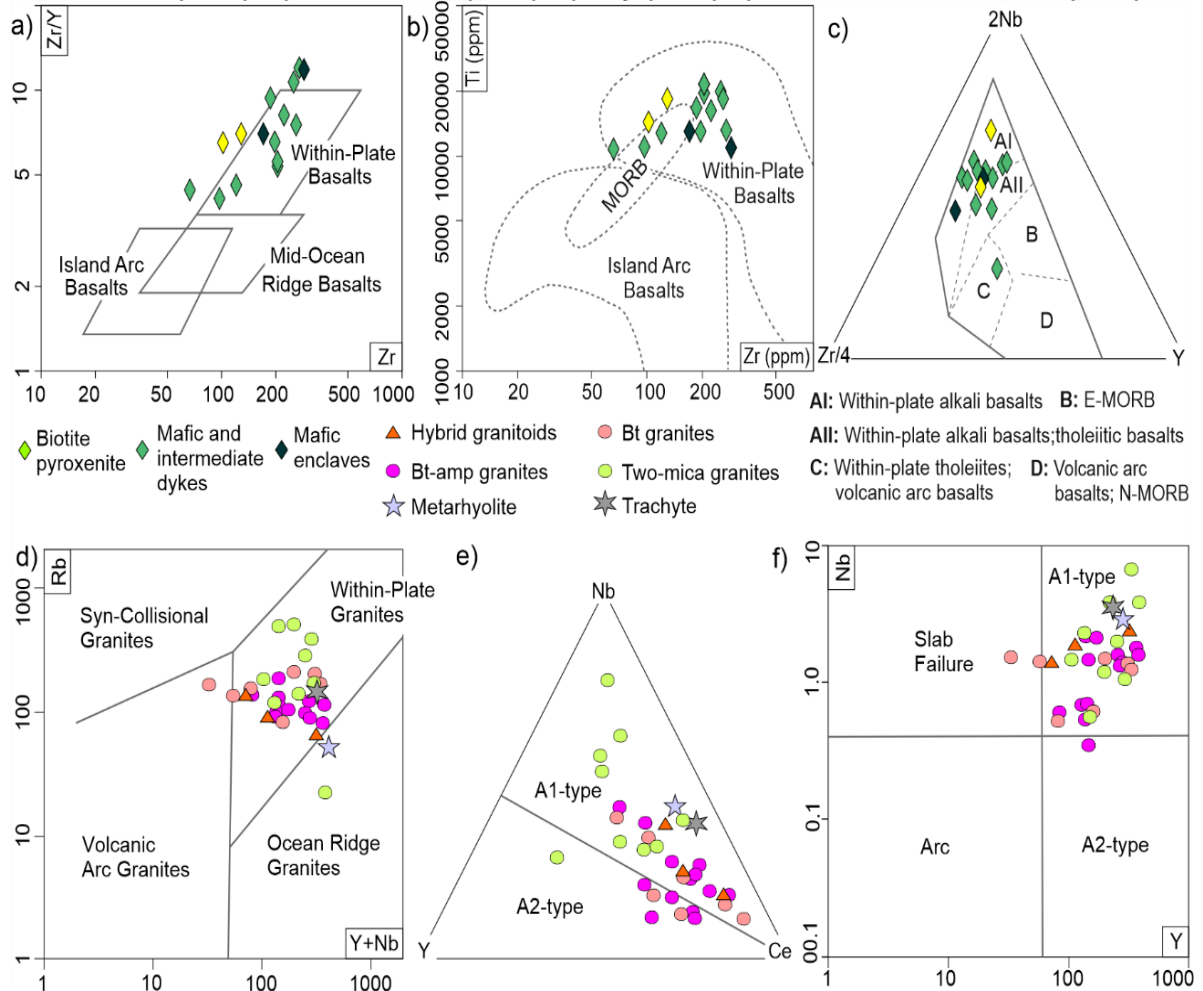 a)
Zr/Y
10
5
2
1
Within-Plate
Basalts
Island Arc
Basalts
Mid-Ocean
Ridge Basalts
Zr
10 20 50 100 200 500 1000
b)
Ti (ppm)
50000
20000
10000
5000
2000
1000
MORB
Within-Plate
Basalts
Island Arc
Basalts
Zr (ppm)
10 20 50 100 200 500
c)
2Nb
AI
AII
B
C
D
Zr/4
Y
AI: Within-plate alkali basalts B: E-MORB
AII: Within-plate alkali basalts;tholeiitic basalts
C: Within-plate tholeiites;
volcanic arc basalts
D: Volcanic arc
basalts; N-MORB
Biotite
pyroxenite
Mafic and
intermediate
dykes
Mafic
enclaves
Hybrid granitoids
Bt granites
Bt-amp granites
Two-mica granites
Metarhyolite
Trachyte
d)
Rb
1000
100
10
1
Syn-Collisional
Granites
Within-Plate
Granites
Volcanic
Arc Granites
Ocean Ridge
Granites
Y+Nb
1 10 100 1000
e)
Nb
A1-type
A2-type
Y
Ce
f)
Nb
10
1.0
0.1
00.1
A1-type
Slab
Failure
Arc
A2-type
Y
1 10 100 1000